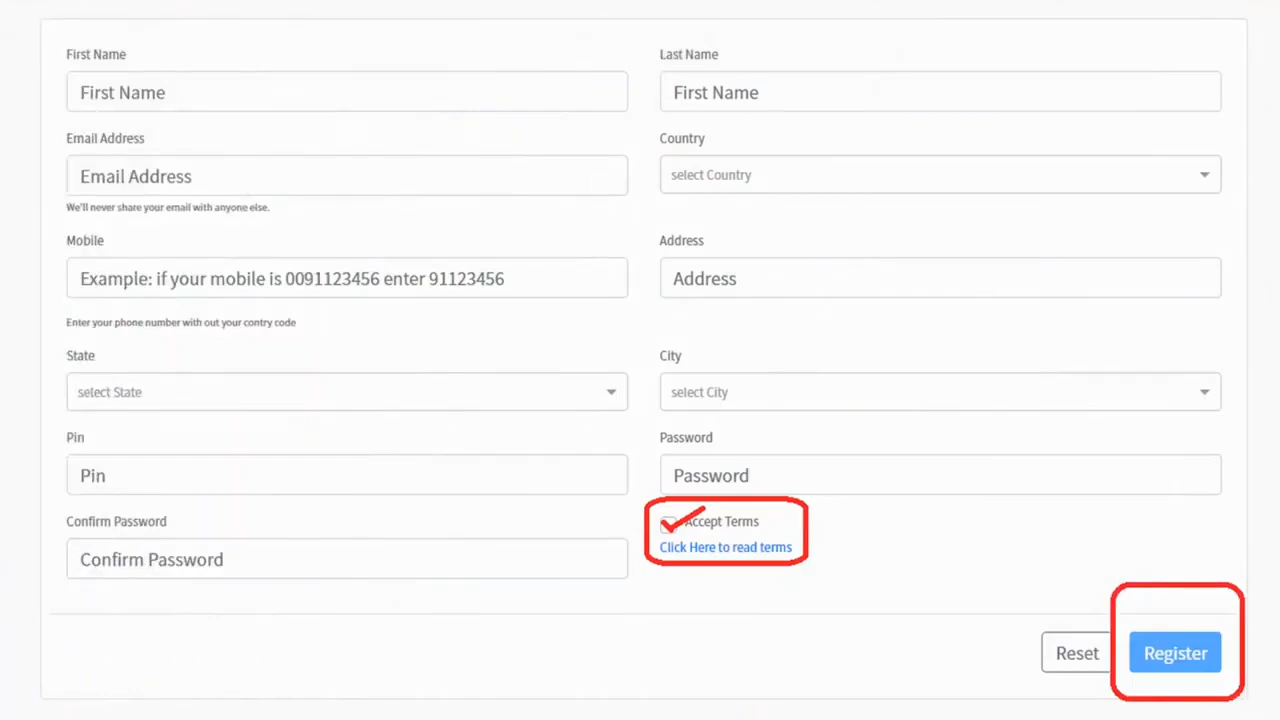 First Name
Last Name
First Name
First Name
Email Address
Country
Email Address
select Country
We'll never share your email with anyone else.
Mobile
Address
Example: if your mobile is 0091123456 enter 91123456
Address
Enter your phone number with out your contry code
State
City
select State
select City
Pin
Password
Pin
Password
Confirm Password
Accept Terms
Click Here to read terms
Confirm Password
Reset
Register